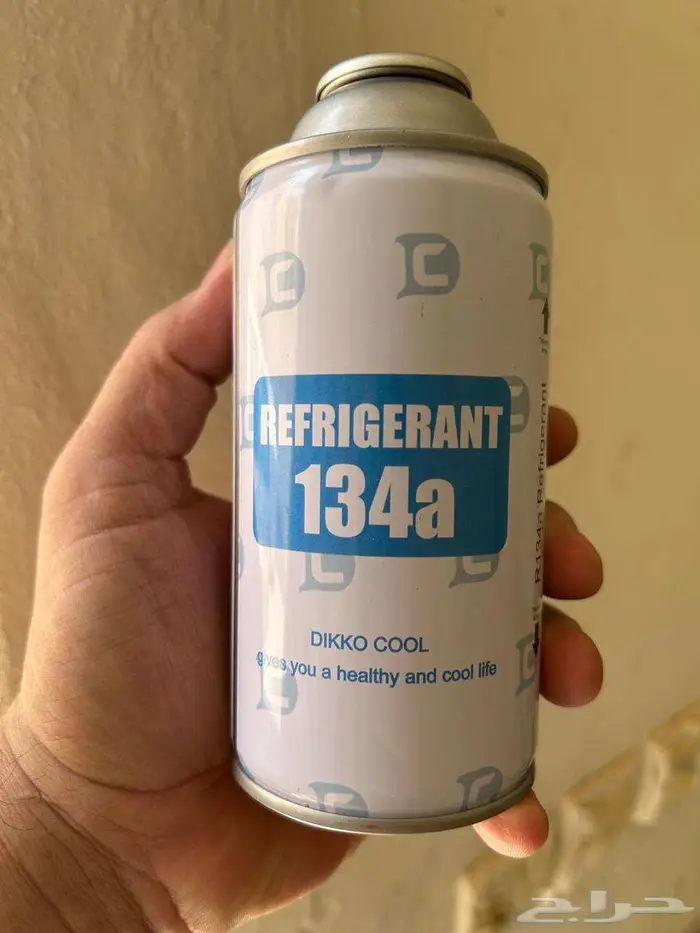 REFRIGERANT
134a
DIKKO COOL
gives you a healthy and cool life
R134a Refrigerant
حراج